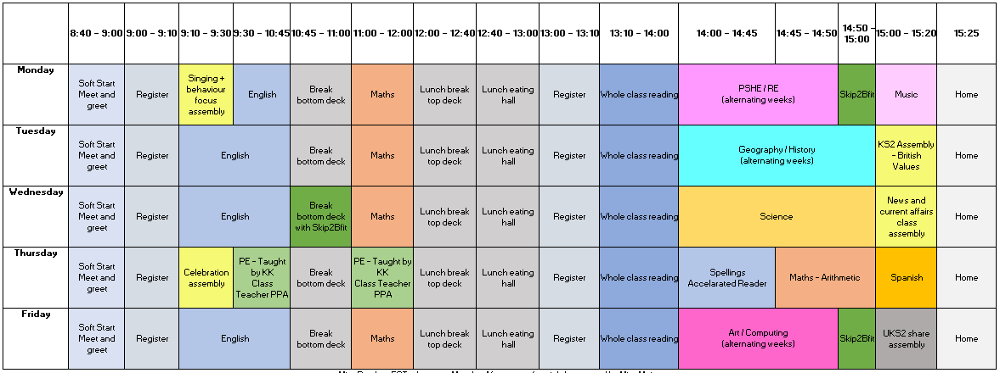 8:40 – 9:00 9:00 – 9:10 9:10 – 9:30 9:30 – 10:45 10:45 – 11:00 11:00 – 12:00 12:00 – 12:40 12:40 – 13:00 13:00 – 13:10 13:10 – 14:00 14:00 – 14:45 14:45 – 14:50 14:50 – 15:00 15:00 – 15:20 15:25
Monday
Soft Start
Meet and
greet
Register
Singing +
behaviour
focus
assembly
English
Break
bottom deck
Maths
Lunch break
top deck
Lunch eating
hall
Register
Whole class reading
PSHE / RE
(alternating weeks)
Skip2Bfit
Music
Home
Tuesday
Soft Start
Meet and
greet
Register
English
Break
bottom deck
Maths
Lunch break
top deck
Lunch eating
hall
Register
Whole class reading
Geography / History
(alternating weeks)
KS2 Assembly
– British
Values
Home
Wednesday
Soft Start
Meet and
greet
Register
English
Break
bottom deck
with Skip2Bfit
Maths
Lunch break
top deck
Lunch eating
hall
Register
Whole class reading
Science
News and
current affairs
class
assembly
Home
Thursday
Soft Start
Meet and
greet
Register
Celebration
assembly
PE – Taught
by KK
Class
Teacher PPA
Break
bottom deck
PE – Taught by
KK
Class Teacher
PPA
Lunch break
top deck
Lunch eating
hall
Register
Whole class reading
Spellings
Accelarated Reader
Maths – Arithmetic
Spanish
Home
Friday
Soft Start
Meet and
greet
Register
English
Break
bottom deck
Maths
Lunch break
top deck
Lunch eating
hall
Register
Whole class reading
Art / Computing
(alternating weeks)
Skip2Bfit
UKS2 share
assembly
Home